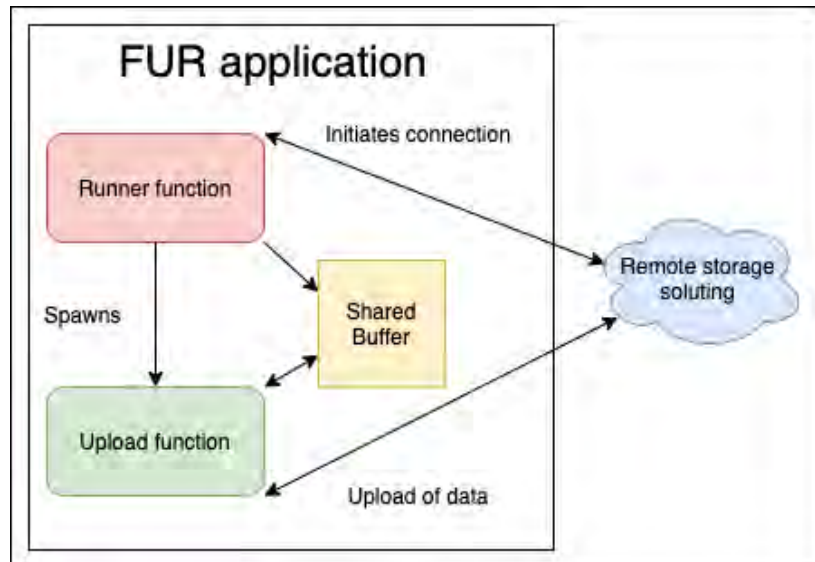 FUR application
Initiates connection
Runner function
Remote storage
soluting
Spawns
Shared
Buffer
Upload function
Upload of data